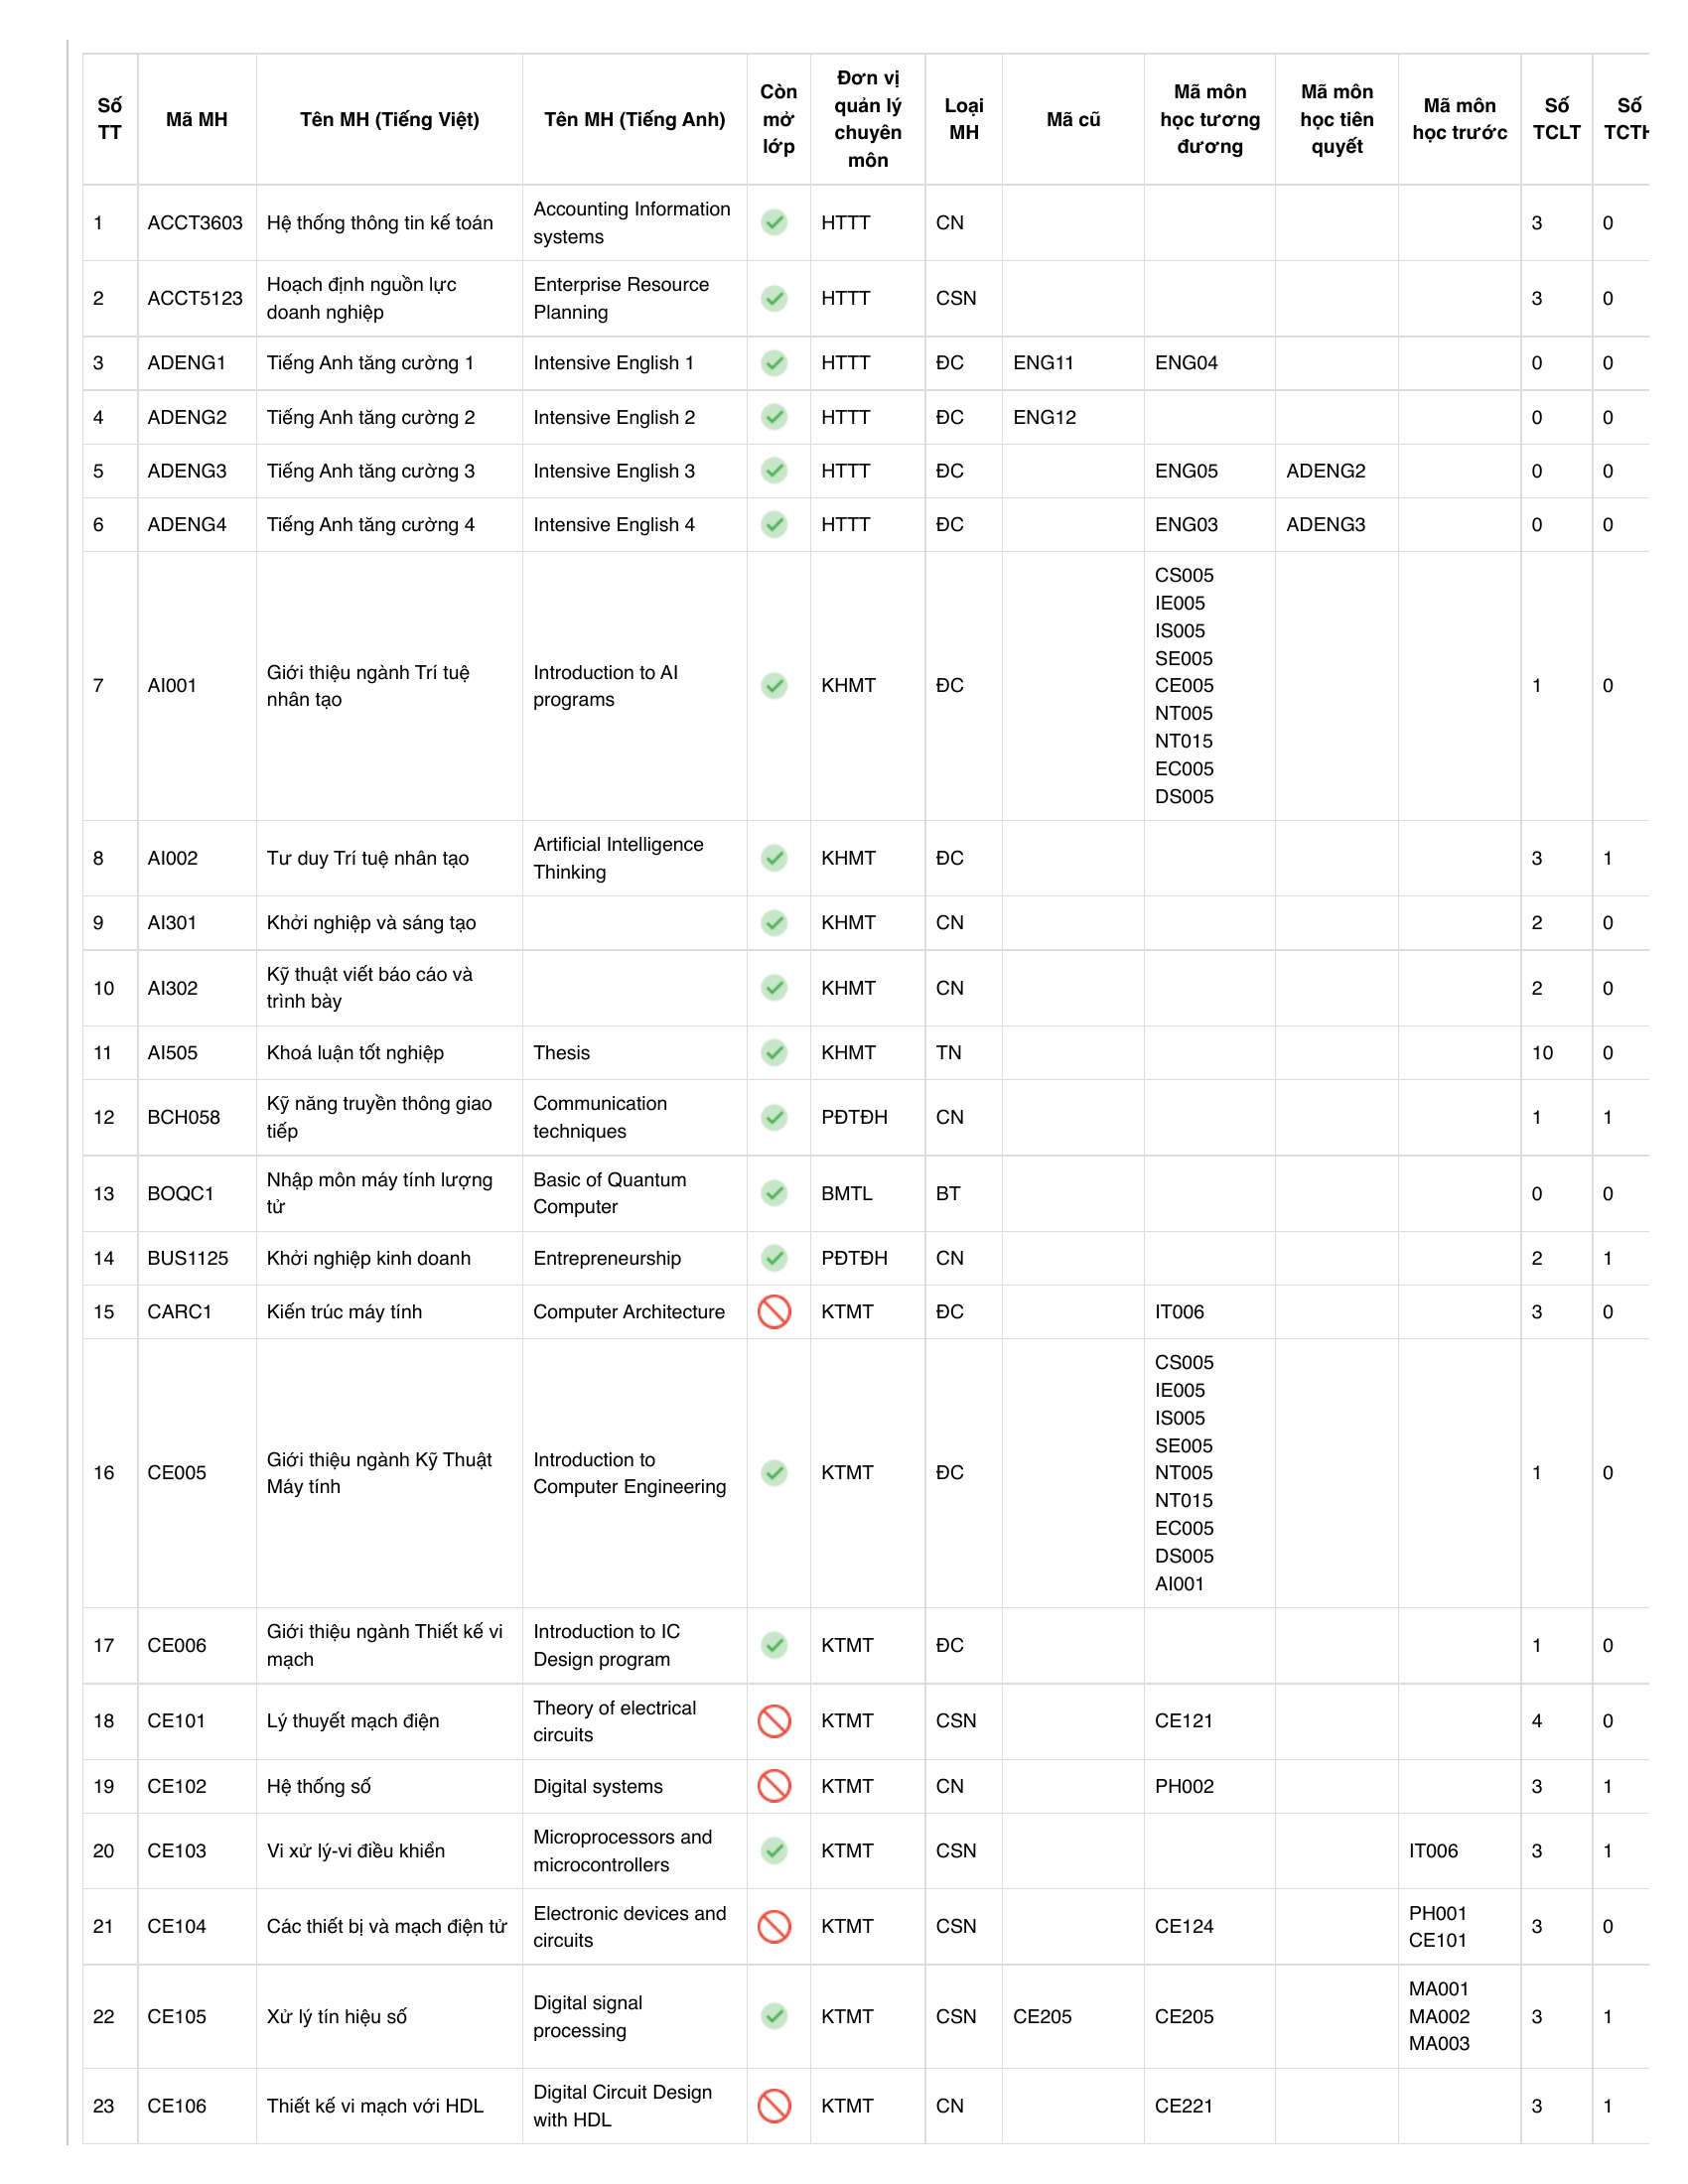 Số TT Mã MH Tên MH (Tiếng Việt) Tên MH (Tiếng Anh) Còn mở lớp Đơn vị quản lý chuyên môn Loại MH Mã cũ Mã môn học tương đương Mã môn học tiên quyết Mã môn học trước Số TCLT Số TCTH
1 ACCT3603 Hệ thống thông tin kế toán Accounting Information systems HTTT CN 3 0
2 ACCT5123 Hoạch định nguồn lực doanh nghiệp Enterprise Resource Planning HTTT CSN 3 0
3 ADENG1 Tiếng Anh tăng cường 1 Intensive English 1 HTTT ĐC ENG11 ENG04 0 0
4 ADENG2 Tiếng Anh tăng cường 2 Intensive English 2 HTTT ĐC ENG12 0 0
5 ADENG3 Tiếng Anh tăng cường 3 Intensive English 3 HTTT ĐC ENG05 ADENG2 0 0
6 ADENG4 Tiếng Anh tăng cường 4 Intensive English 4 HTTT ĐC ENG03 ADENG3 0 0
7 AI001 Giới thiệu ngành Trí tuệ nhân tạo Introduction to AI programs KHMT ĐC CS005 IE005 IS005 SE005 CE005 NT005 NT015 EC005 DS005 1 0
8 AI002 Tư duy Trí tuệ nhân tạo Artificial Intelligence Thinking KHMT ĐC 3 1
9 AI301 Khởi nghiệp và sáng tạo KHMT CN 2 0
10 AI302 Kỹ thuật viết báo cáo và trình bày KHMT CN 2 0
11 AI505 Khoá luận tốt nghiệp Thesis KHMT TN 10 0
12 BCH058 Kỹ năng truyền thông giao tiếp Communication techniques PĐTĐH CN 1 1
13 BOQC1 Nhập môn máy tính lượng tử Basic of Quantum Computer BMTL BT 0 0
14 BUS1125 Khởi nghiệp kinh doanh Entrepreneurship PĐTĐH CN 2 1
15 CARC1 Kiến trúc máy tính Computer Architecture KTMT ĐC IT006 3 0
16 CE005 Giới thiệu ngành Kỹ Thuật Máy tính Introduction to Computer Engineering KTMT ĐC CS005 IE005 IS005 SE005 NT005 NT015 EC005 DS005 AI001 1 0
17 CE006 Giới thiệu ngành Thiết kế vi mạch Introduction to IC Design program KTMT ĐC 1 0
18 CE101 Lý thuyết mạch điện Theory of electrical circuits KTMT CSN CE121 4 0
19 CE102 Hệ thống số Digital systems KTMT CN PH002 3 1
20 CE103 Vi xử lý-vi điều khiển Microprocessors and microcontrollers KTMT CSN IT006 3 1
21 CE104 Các thiết bị và mạch điện tử Electronic devices and circuits KTMT CSN CE124 PH001 CE101 3 0
22 CE105 Xử lý tín hiệu số Digital signal processing KTMT CSN CE205 CE205 MA001 MA002 MA003 3 1
23 CE106 Thiết kế vi mạch với HDL Digital Circuit Design with HDL KTMT CN CE221 3 1